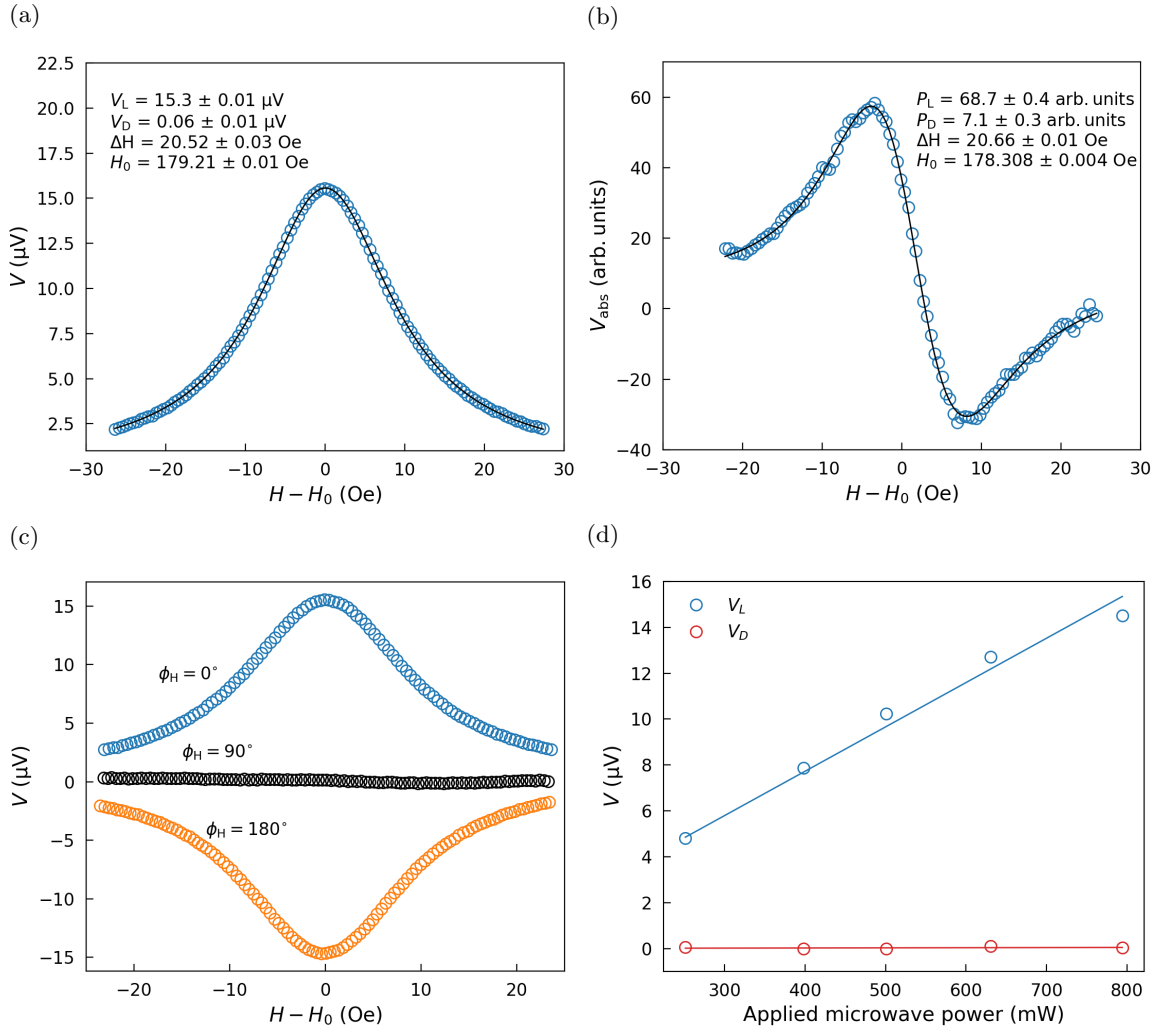 (a)
22.5
20.0
17.5
15.0
12.5
10.0
7.5
5.0
2.5
V (μV)
V_L = 15.3 ± 0.01 μV
V_D = 0.06 ± 0.01 μV
ΔH = 20.52 ± 0.03 Oe
H_0 = 179.21 ± 0.01 Oe
−30 −20 −10 0 10 20 30
H − H_0 (Oe)
(b)
60
40
20
0
−20
−40
V_abs (arb. units)
P_L = 68.7 ± 0.4 arb. units
P_D = 7.1 ± 0.3 arb. units
ΔH = 20.66 ± 0.01 Oe
H_0 = 178.308 ± 0.004 Oe
−30 −20 −10 0 10 20 30
H − H_0 (Oe)
(c)
15
10
5
0
−5
−10
−15
V (μV)
ϕ_H = 0°
ϕ_H = 90°
ϕ_H = 180°
−20 −10 0 10 20
H − H_0 (Oe)
(d)
16
14
12
10
8
6
4
2
0
V (μV)
V_L
V_D
300 400 500 600 700 800
Applied microwave power (mW)